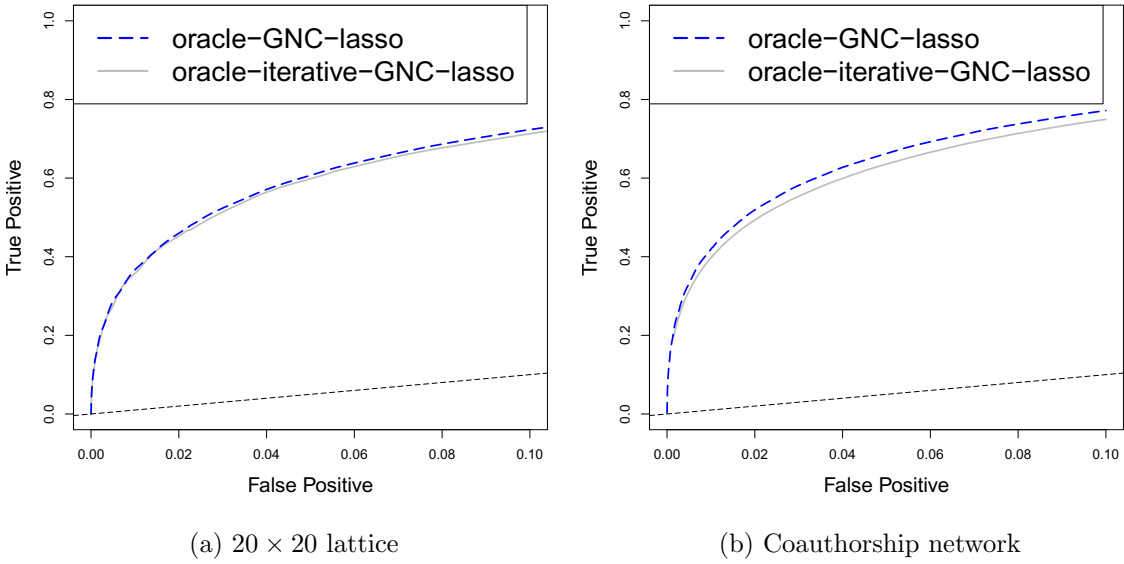 oracle−GNC−lasso
oracle−iterative−GNC−lasso
True Positive
0.0 0.2 0.4 0.6 0.8 1.0
0.00 0.02 0.04 0.06 0.08 0.10
False Positive
(a) 20 × 20 lattice
oracle−GNC−lasso
oracle−iterative−GNC−lasso
True Positive
0.0 0.2 0.4 0.6 0.8 1.0
0.00 0.02 0.04 0.06 0.08 0.10
False Positive
(b) Coauthorship network